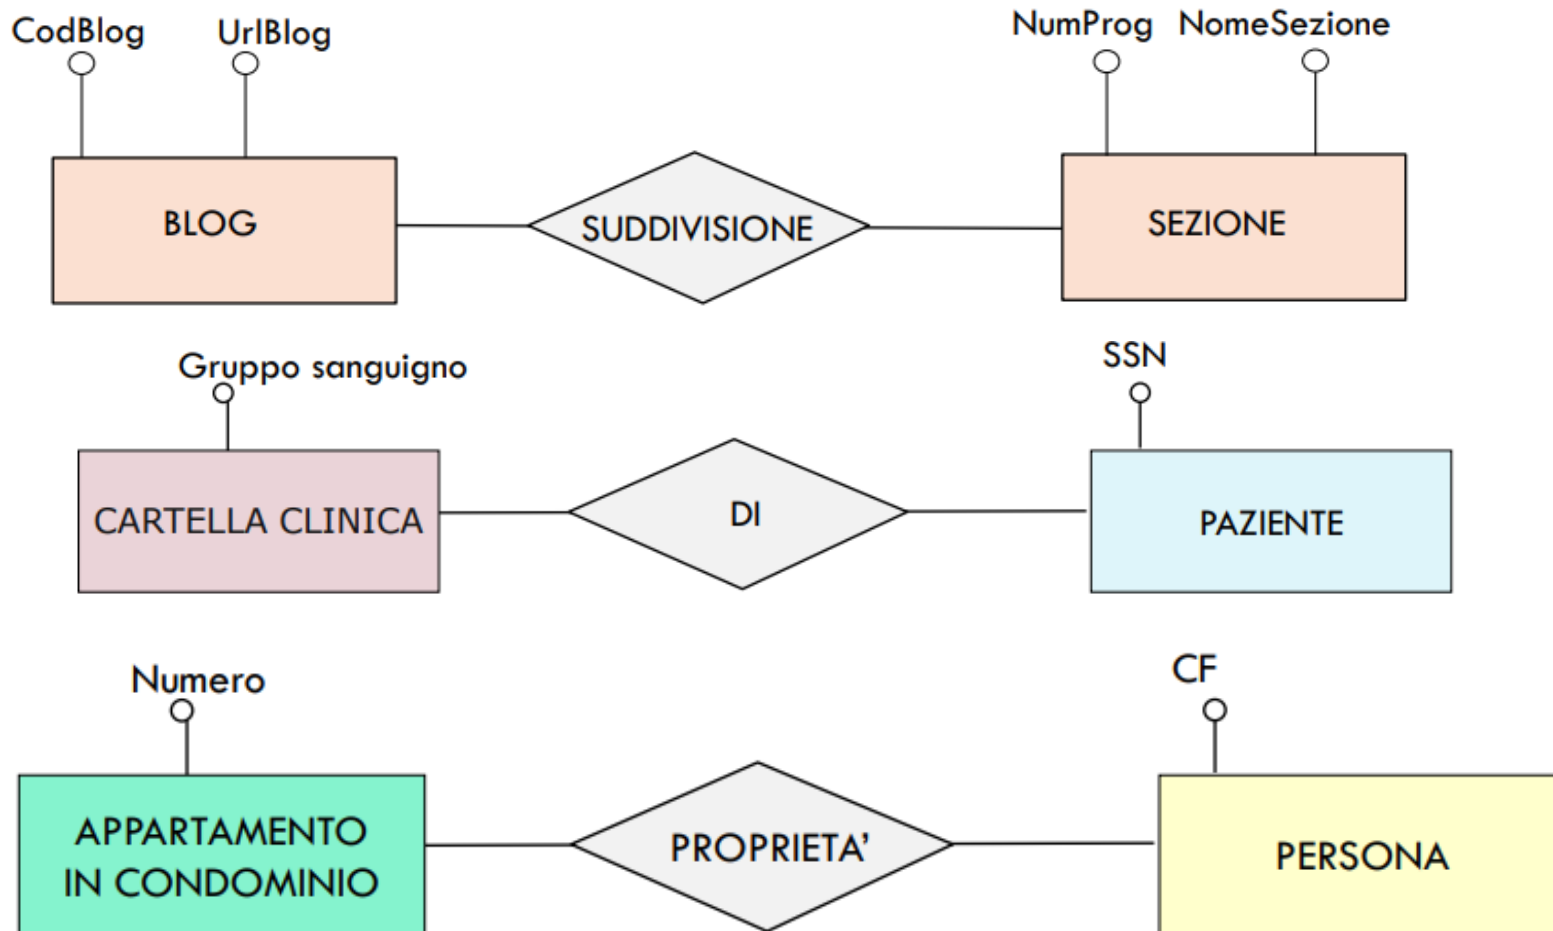 CodBlog UrlBlog NumProg NomeSezione
BLOG SUDDIVISIONE SEZIONE
Gruppo sanguigno SSN
CARTELLA CLINICA DI PAZIENTE
Numero CF
APPARTAMENTO
IN CONDOMINIO
PROPRIETA’
PERSONA